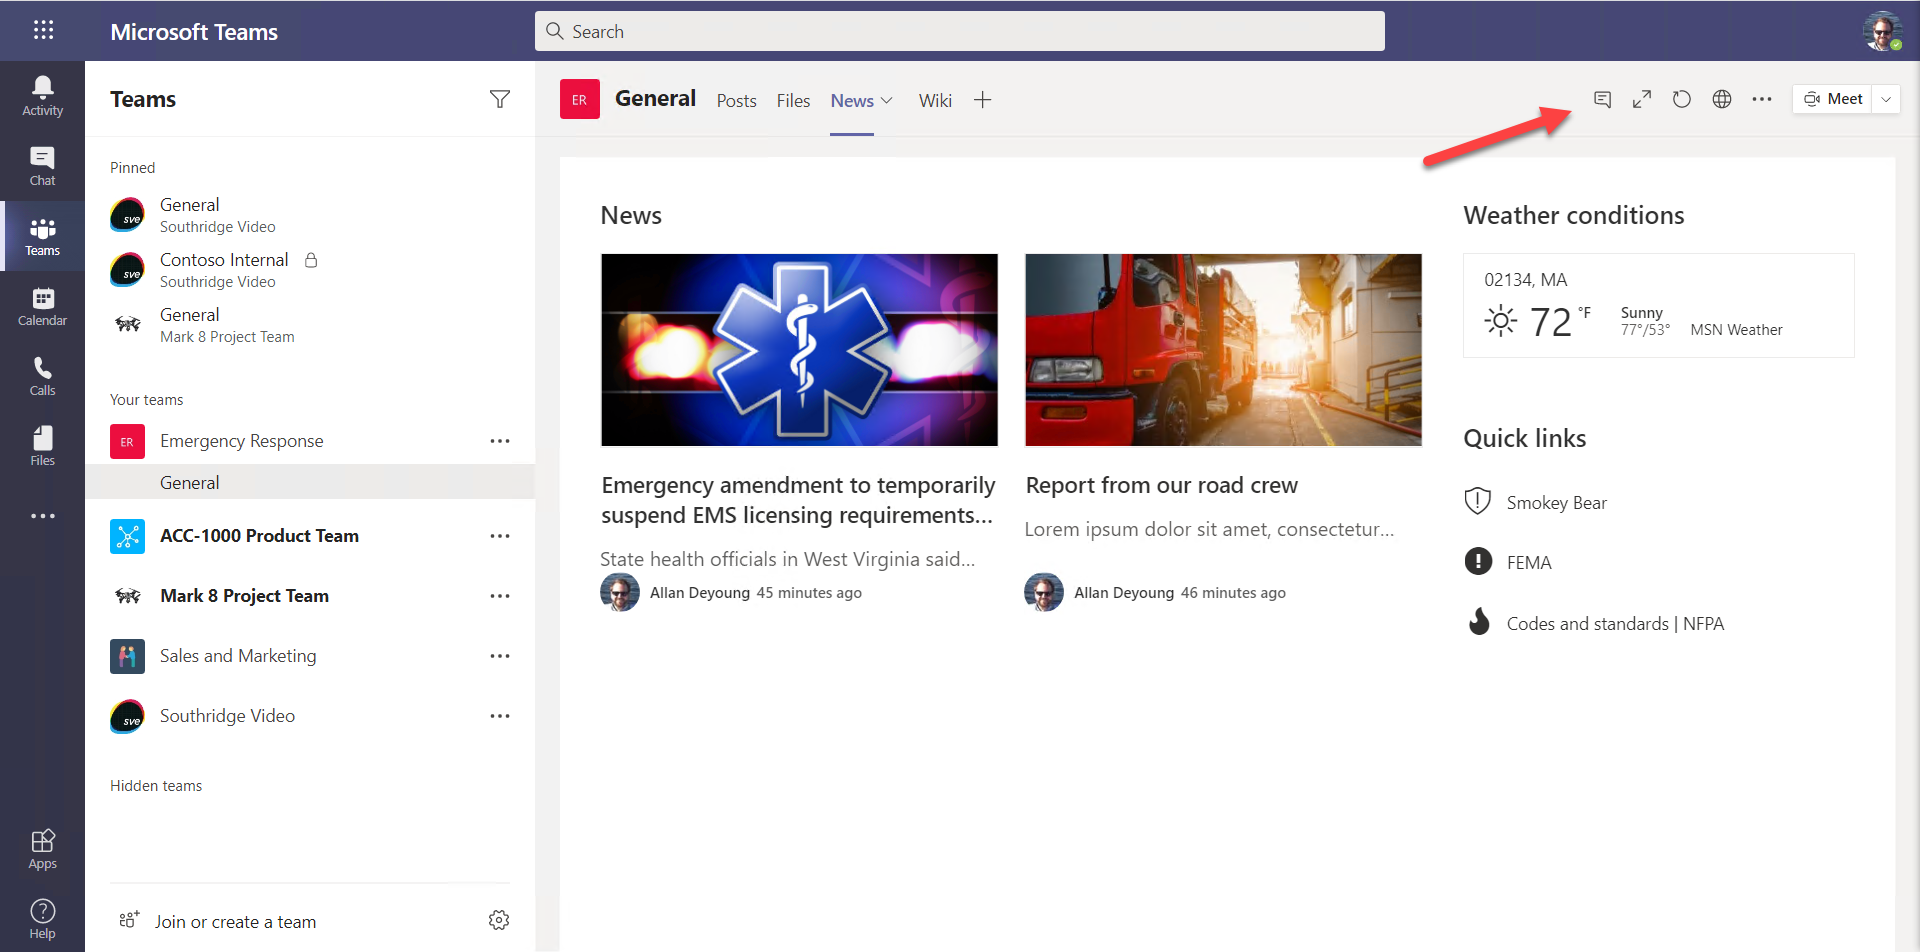 Microsoft Teams
Search
Activity
Chat
Teams
Calendar
Calls
Files
Apps
Help
Teams
Pinned
General
Southridge Video
Contoso Internal
Southridge Video
General
Mark 8 Project Team
Your teams
ER Emergency Response
General
ACC-1000 Product Team
Mark 8 Project Team
Sales and Marketing
Southridge Video
Hidden teams
Join or create a team
sve
sve
sve
ER General Posts Files News Wiki
Meet
News
Emergency amendment to temporarily
suspend EMS licensing requirements...
State health officials in West Virginia said...
Allan Deyoung 45 minutes ago
Report from our road crew
Lorem ipsum dolor sit amet, consectetur...
Allan Deyoung 46 minutes ago
Weather conditions
02134, MA
72 °F
Sunny
77°/53°
MSN Weather
Quick links
Smokey Bear
FEMA
Codes and standards | NFPA